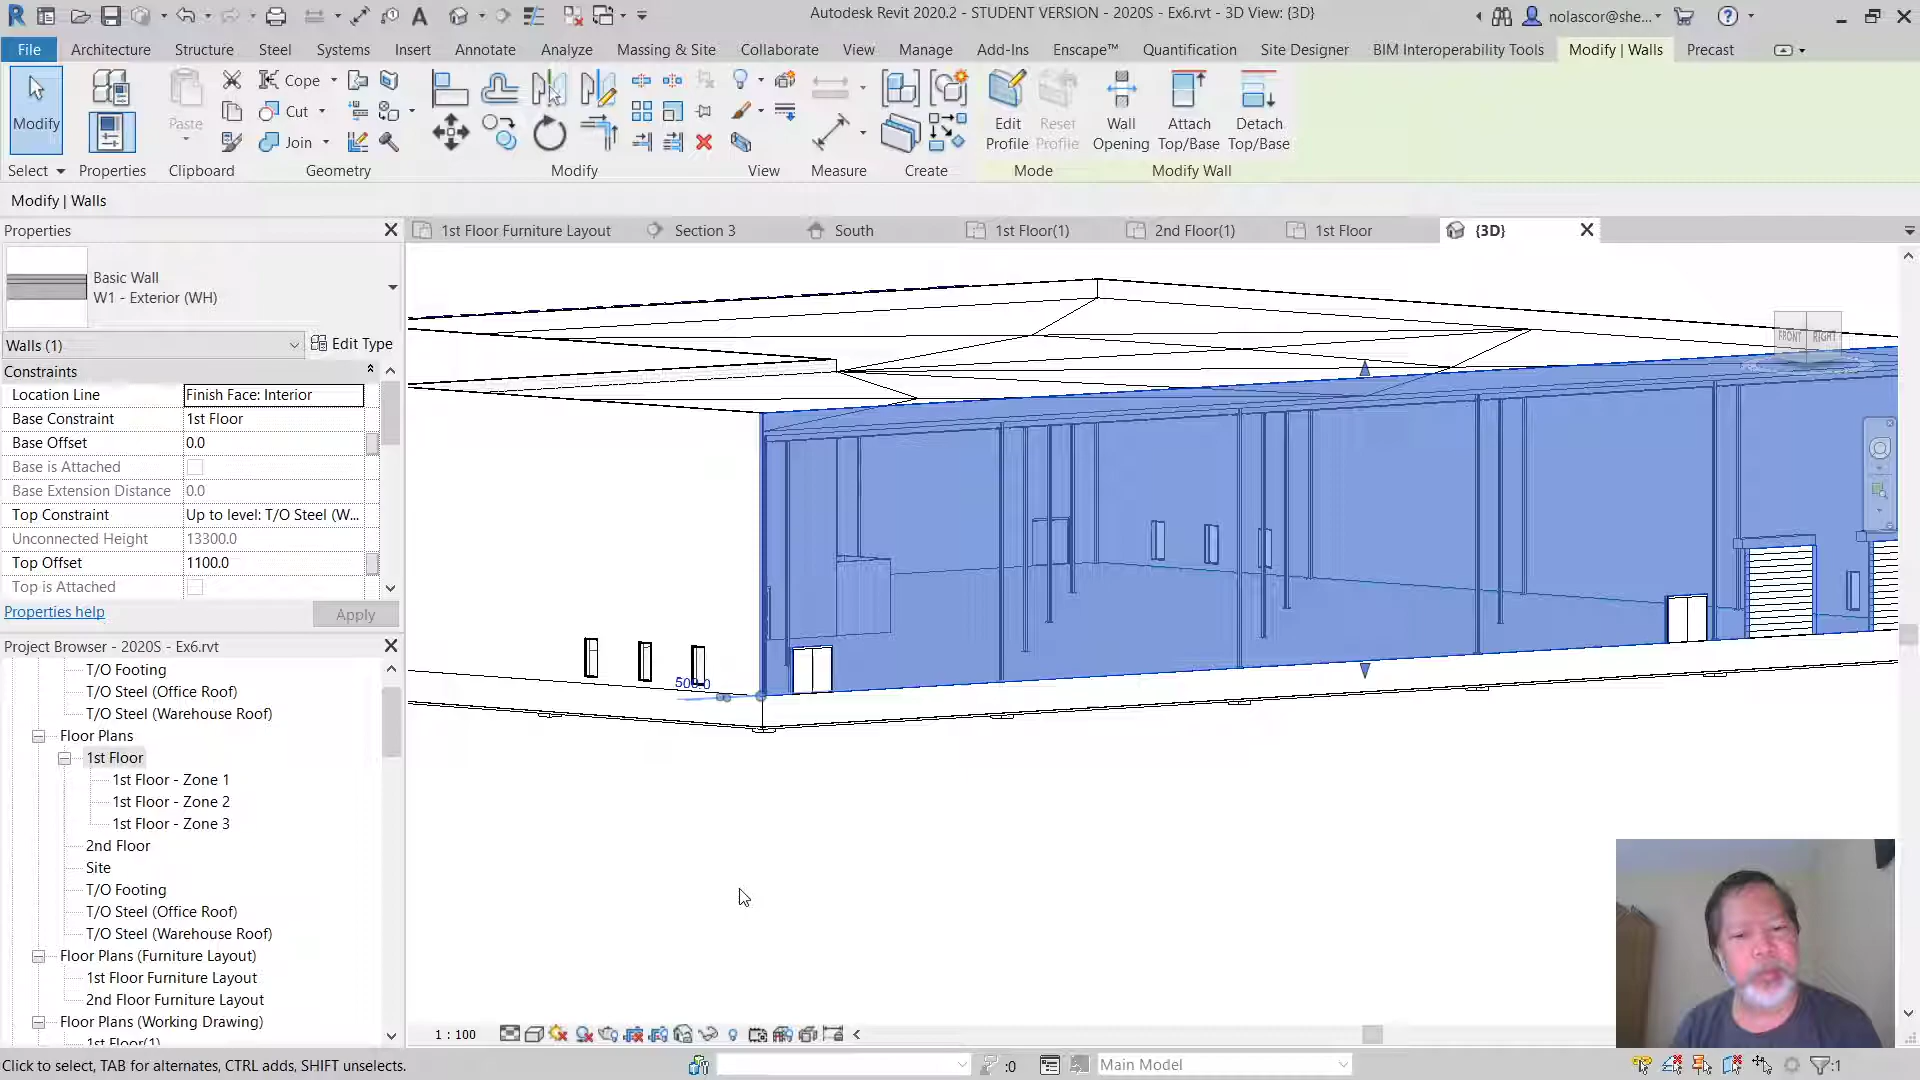 Autodesk Revit 2020.2 - STUDENT VERSION - 2020S - Ex6.rvt - 3D View: {3D}
nolascor@she...
File Architecture Structure Steel Systems Insert Annotate Analyze Massing & Site Collaborate View Manage Add-Ins Enscape™ Quantification Site Designer BIM Interoperability Tools Modify | Walls Precast
Modify
Paste
Cope
Cut
Join
Edit Profile
Reset Profile
Wall Opening
Attach Top/Base
Detach Top/Base
Select Properties Clipboard Geometry Modify View Measure Create Mode Modify Wall
Modify | Walls
Properties
1st Floor Furniture Layout Section 3 South 1st Floor(1) 2nd Floor(1) 1st Floor {3D}
Basic Wall
W1 - Exterior (WH)
Walls (1) Edit Type
Constraints
Location Line Finish Face: Interior
Base Constraint 1st Floor
Base Offset 0.0
Base is Attached
Base Extension Distance 0.0
Top Constraint Up to level: T/O Steel (W...
Unconnected Height 13300.0
Top Offset 1100.0
Top is Attached
Properties help Apply
Project Browser - 2020S - Ex6.rvt
T/O Footing
T/O Steel (Office Roof)
T/O Steel (Warehouse Roof)
Floor Plans
1st Floor
1st Floor - Zone 1
1st Floor - Zone 2
1st Floor - Zone 3
2nd Floor
Site
T/O Footing
T/O Steel (Office Roof)
T/O Steel (Warehouse Roof)
Floor Plans (Furniture Layout)
1st Floor Furniture Layout
2nd Floor Furniture Layout
Floor Plans (Working Drawing)
1st Floor(1)
FRONT RIGHT
1 : 100
Click to select, TAB for alternates, CTRL adds, SHIFT unselects.
:0
Main Model
:1